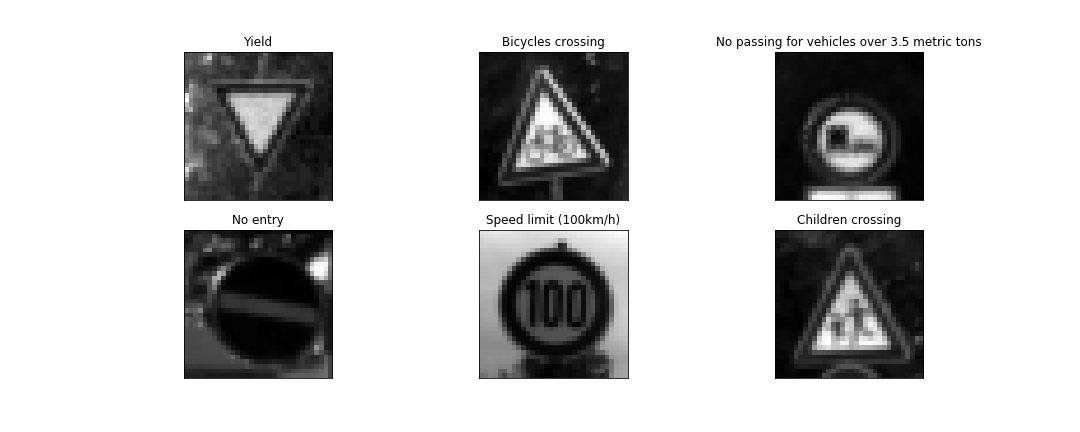 Yield
Bicycles crossing
No passing for vehicles over 3.5 metric tons
No entry
Speed limit (100km/h)
100
Children crossing